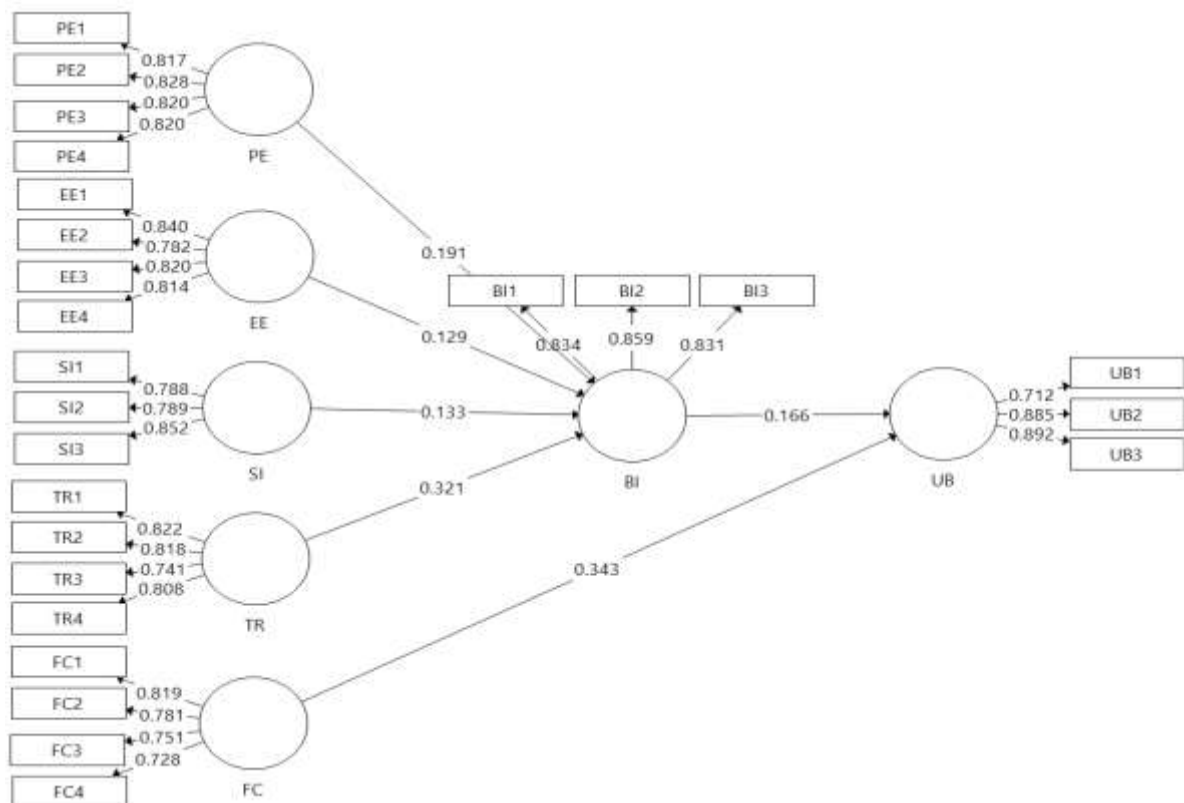 PE1
0.817
PE2
0.828
PE3
0.820
0.820
PE4
PE
EE1
0.840
EE2
0.782
EE3
0.820
0.814
EE4
EE
0.191
0.129
BI1
BI2
BI3
0.834
0.859
0.831
SI1
0.788
SI2
0.789
SI3
0.852
SI
0.133
BI
0.166
UB
0.712
UB1
0.885
UB2
0.892
UB3
TR1
0.822
TR2
0.818
TR3
0.741
0.808
TR4
TR
0.321
0.343
FC1
0.819
FC2
0.781
FC3
0.751
0.728
FC4
FC